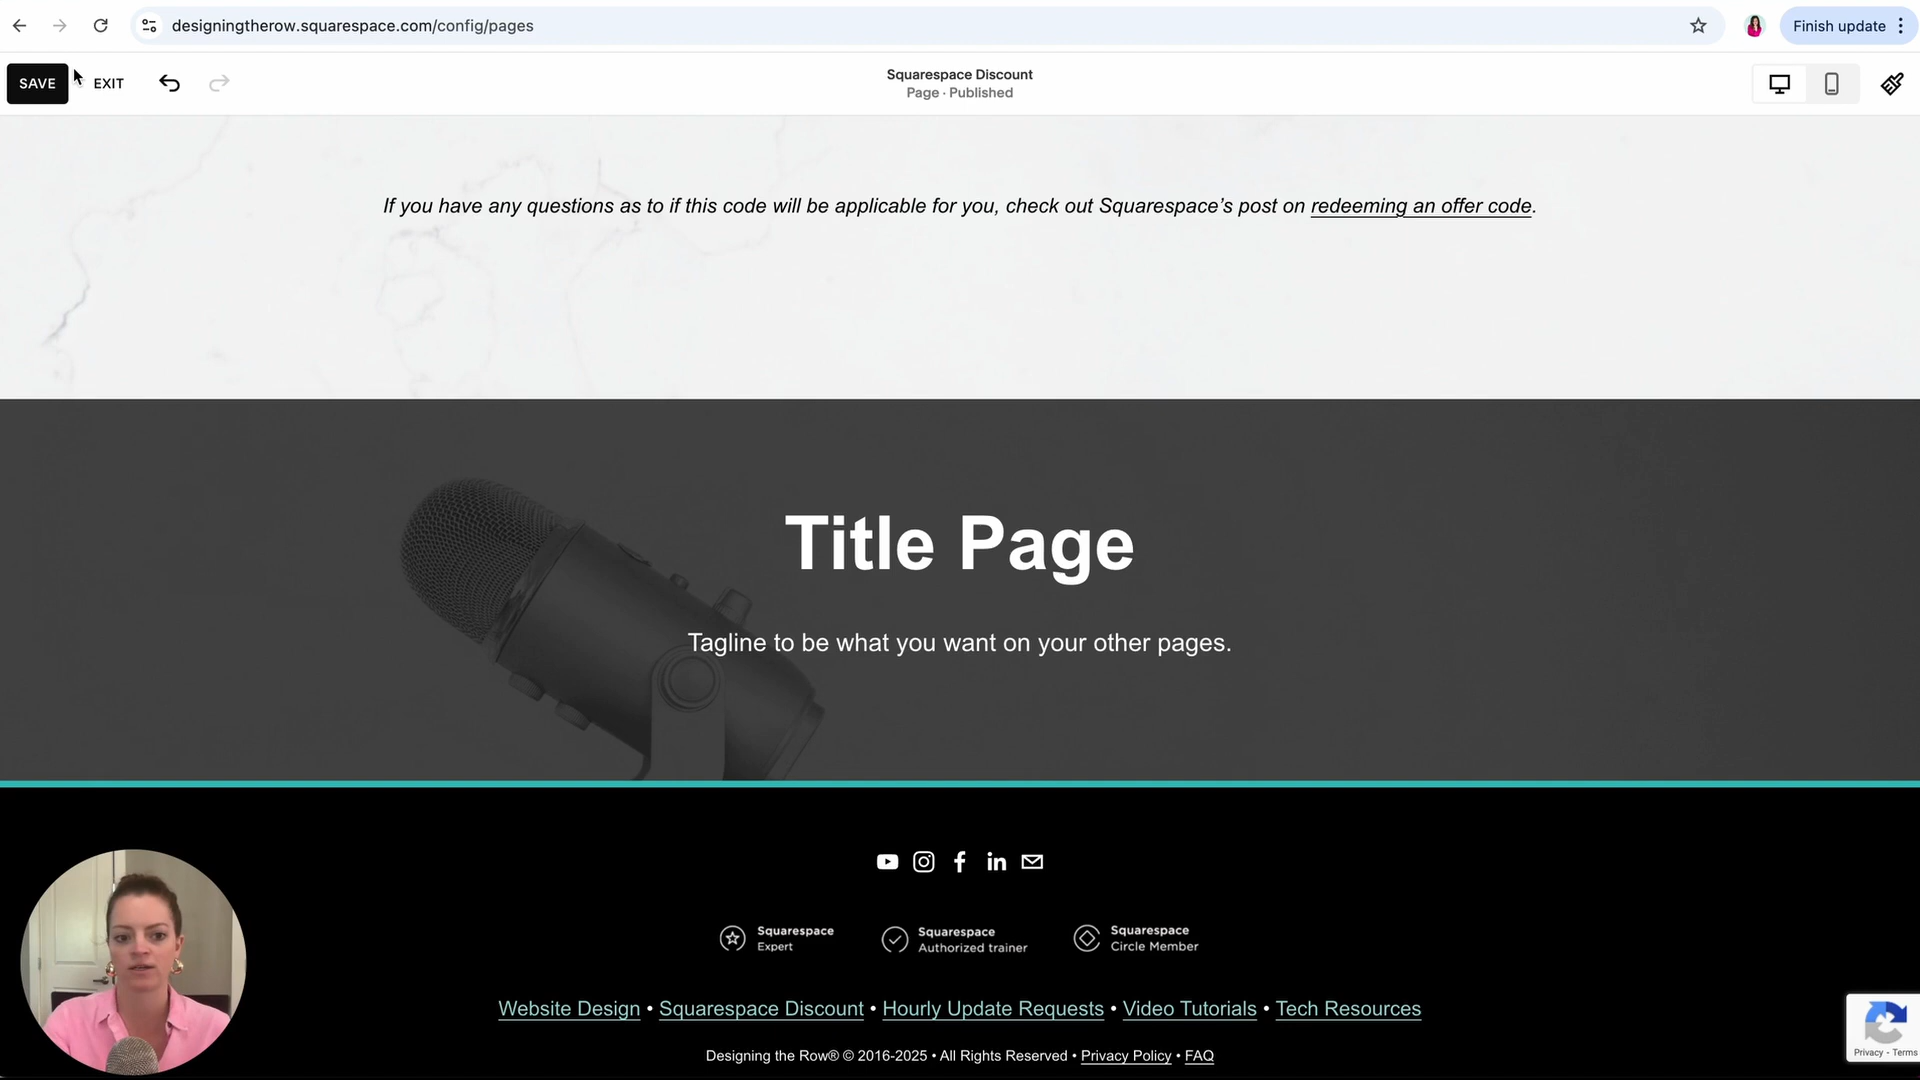 designingtherow.squarespace.com/config/pages
Finish update
SAVE
EXIT
Squarespace Discount
Page · Published
If you have any questions as to if this code will be applicable for you, check out Squarespace’s post on redeeming an offer code.
Title Page
Tagline to be what you want on your other pages.
Squarespace
Expert
Squarespace
Authorized trainer
Squarespace
Circle Member
Website Design • Squarespace Discount • Hourly Update Requests • Video Tutorials • Tech Resources
Designing the Row® © 2016-2025 • All Rights Reserved • Privacy Policy • FAQ
Privacy - Terms